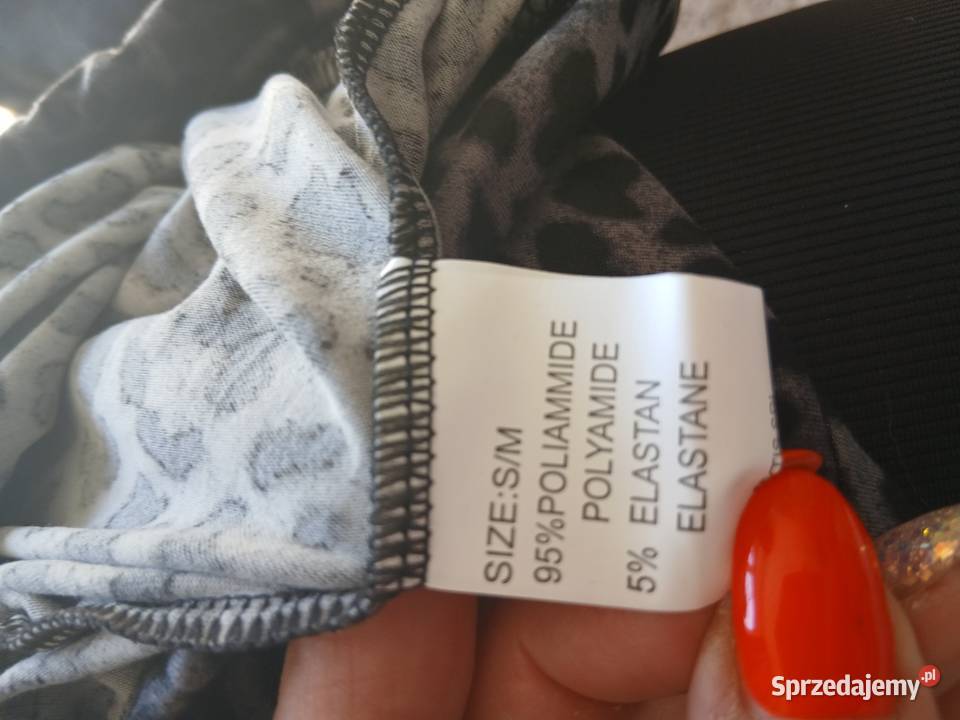 SIZE:S/M
95%POLIAMMIDE
POLYAMIDE
5% ELASTAN
ELASTANE
Sprzedajemy.pl